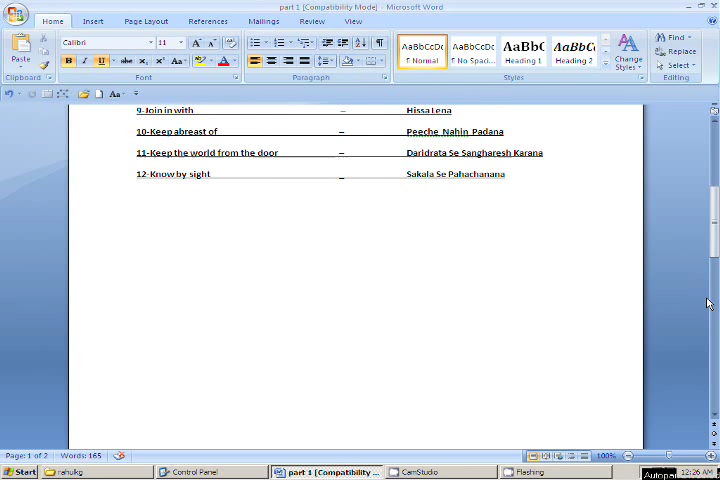 part 1 [Compatibility Mode] - Microsoft Word
Home Insert Page Layout References Mailings Review View
Calibri 11
Paste
AaBbCcDc AaBbCcDc AaBbC AaBbCc
¶ Normal ¶ No Spaci... Heading 1 Heading 2
Change Styles
Find
Replace
Select
Clipboard Font Paragraph Styles Editing
9-Join in with – Hissa Lena
10-Keep abreast of – Peeche Nahin Padana
11-Keep the world from the door – Daridrata Se Sangharesh Karana
12-Know by sight _ Sakala Se Pahachanana
Page: 1 of 2 Words: 165 100%
Start rahulkg Control Panel part 1 [Compatibility ... CamStudio Flashing 12:26 AM